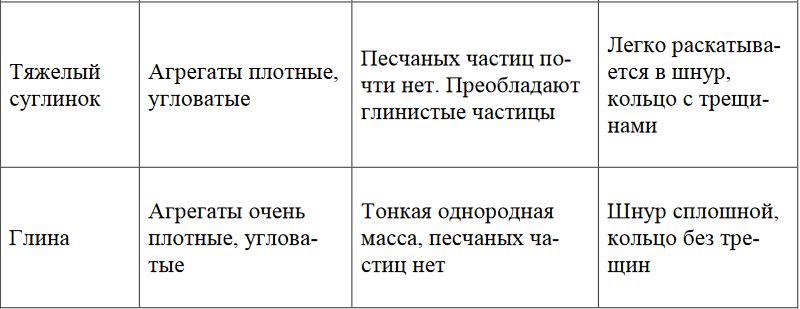 Тяжелый
суглинок
Агрегаты плотные,
угловатые
Песчаных частиц по-
чти нет. Преобладают
глинистые частицы
Легко раскатыва-
ется в шнур,
кольцо с трещи-
нами
Глина
Агрегаты очень
плотные, углова-
тые
Тонкая однородная
масса, песчаных ча-
стиц нет
Шнур сплошной,
кольцо без тре-
щин